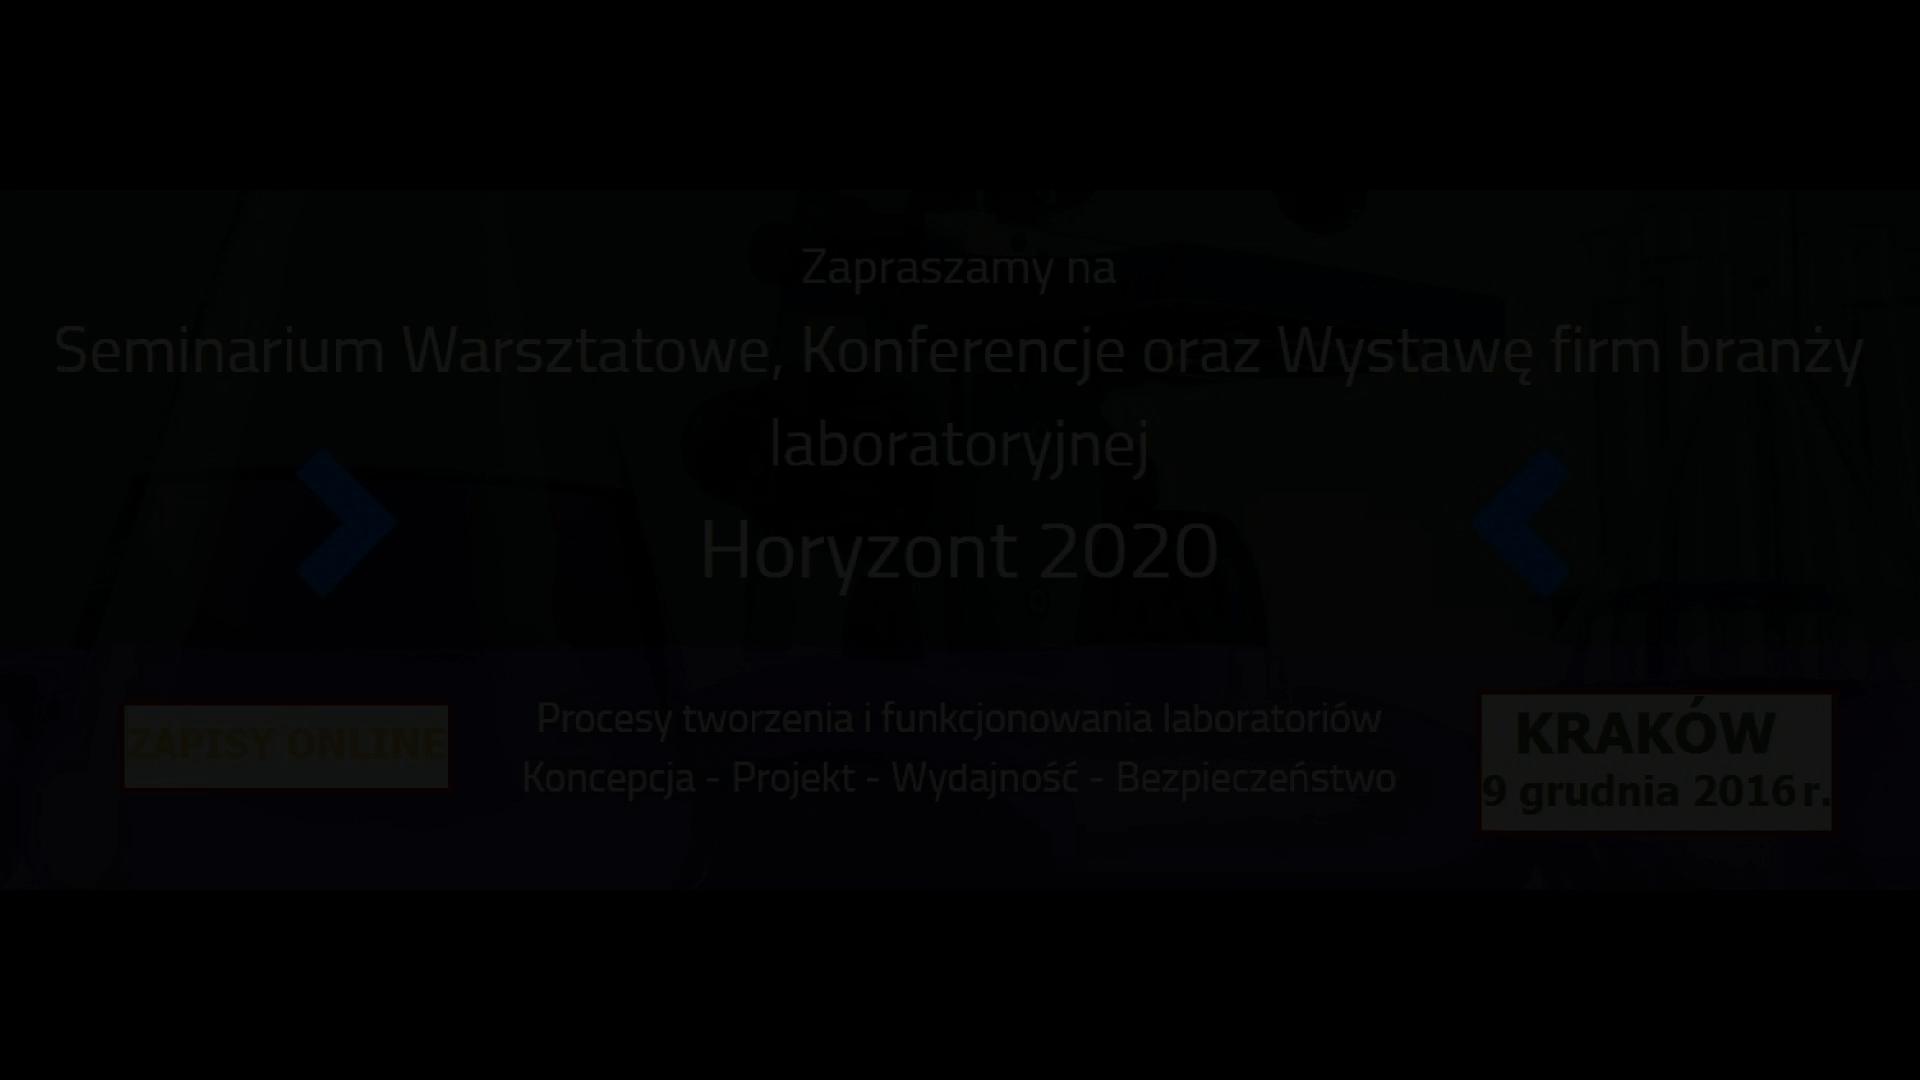 Zapraszamy na
Seminarium Warsztatowe, Konferencje oraz Wystawę firm branży
laboratoryjnej
Horyzont 2020
ZAPISY ONLINE
Procesy tworzenia i funkcjonowania laboratoriów
Koncepcja - Projekt - Wydajność - Bezpieczeństwo
KRAKÓW
9 grudnia 2016 r.